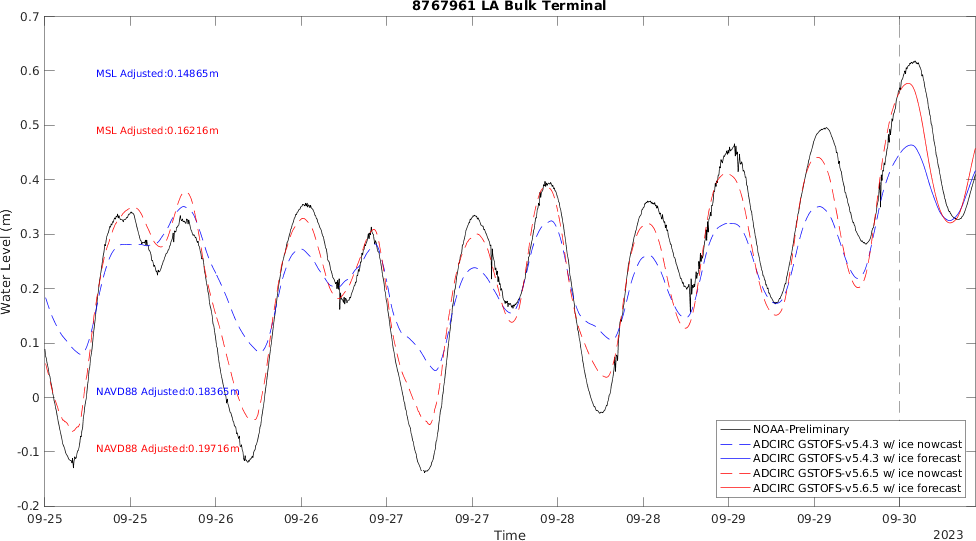 8767961 LA Bulk Terminal
0.7
0.6
0.5
0.4
0.3
0.2
0.1
0
-0.1
-0.2
Water Level (m)
MSL Adjusted:0.14865m
MSL Adjusted:0.16216m
NAVD88 Adjusted:0.18365m
NAVD88 Adjusted:0.19716m
NOAA-Preliminary
ADCIRC GSTOFS-v5.4.3 w/ ice nowcast
ADCIRC GSTOFS-v5.4.3 w/ ice forecast
ADCIRC GSTOFS-v5.6.5 w/ ice nowcast
ADCIRC GSTOFS-v5.6.5 w/ ice forecast
09-25 09-25 09-26 09-26 09-27 09-27 09-28 09-28 09-29 09-29 09-30
Time
2023